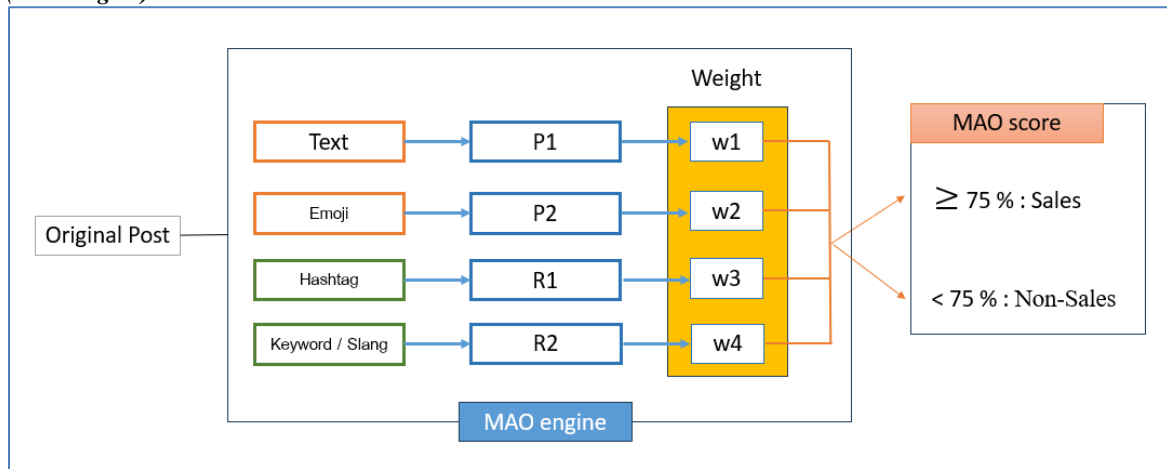 Weight
Text
P1
w1
MAO score
Emoji
P2
w2
≥ 75 % : Sales
Original Post
Hashtag
R1
w3
< 75 % : Non-Sales
Keyword / Slang
R2
w4
MAO engine